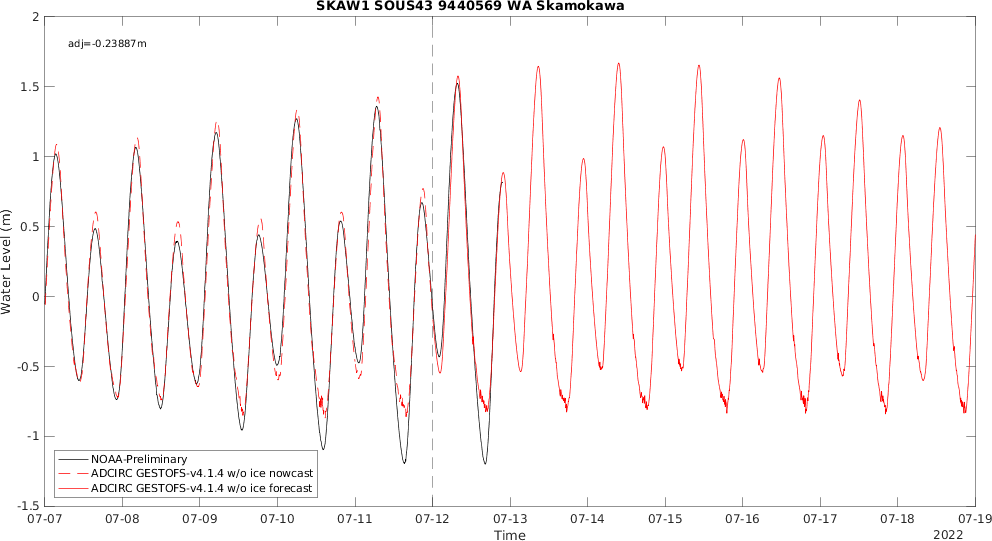 SKAW1 SOUS43 9440569 WA Skamokawa
adj=-0.23887m
Water Level (m)
2
1.5
1
0.5
0
-0.5
-1
-1.5
NOAA-Preliminary
ADCIRC GESTOFS-v4.1.4 w/o ice nowcast
ADCIRC GESTOFS-v4.1.4 w/o ice forecast
07-07 07-08 07-09 07-10 07-11 07-12 07-13 07-14 07-15 07-16 07-17 07-18 07-19
Time
2022